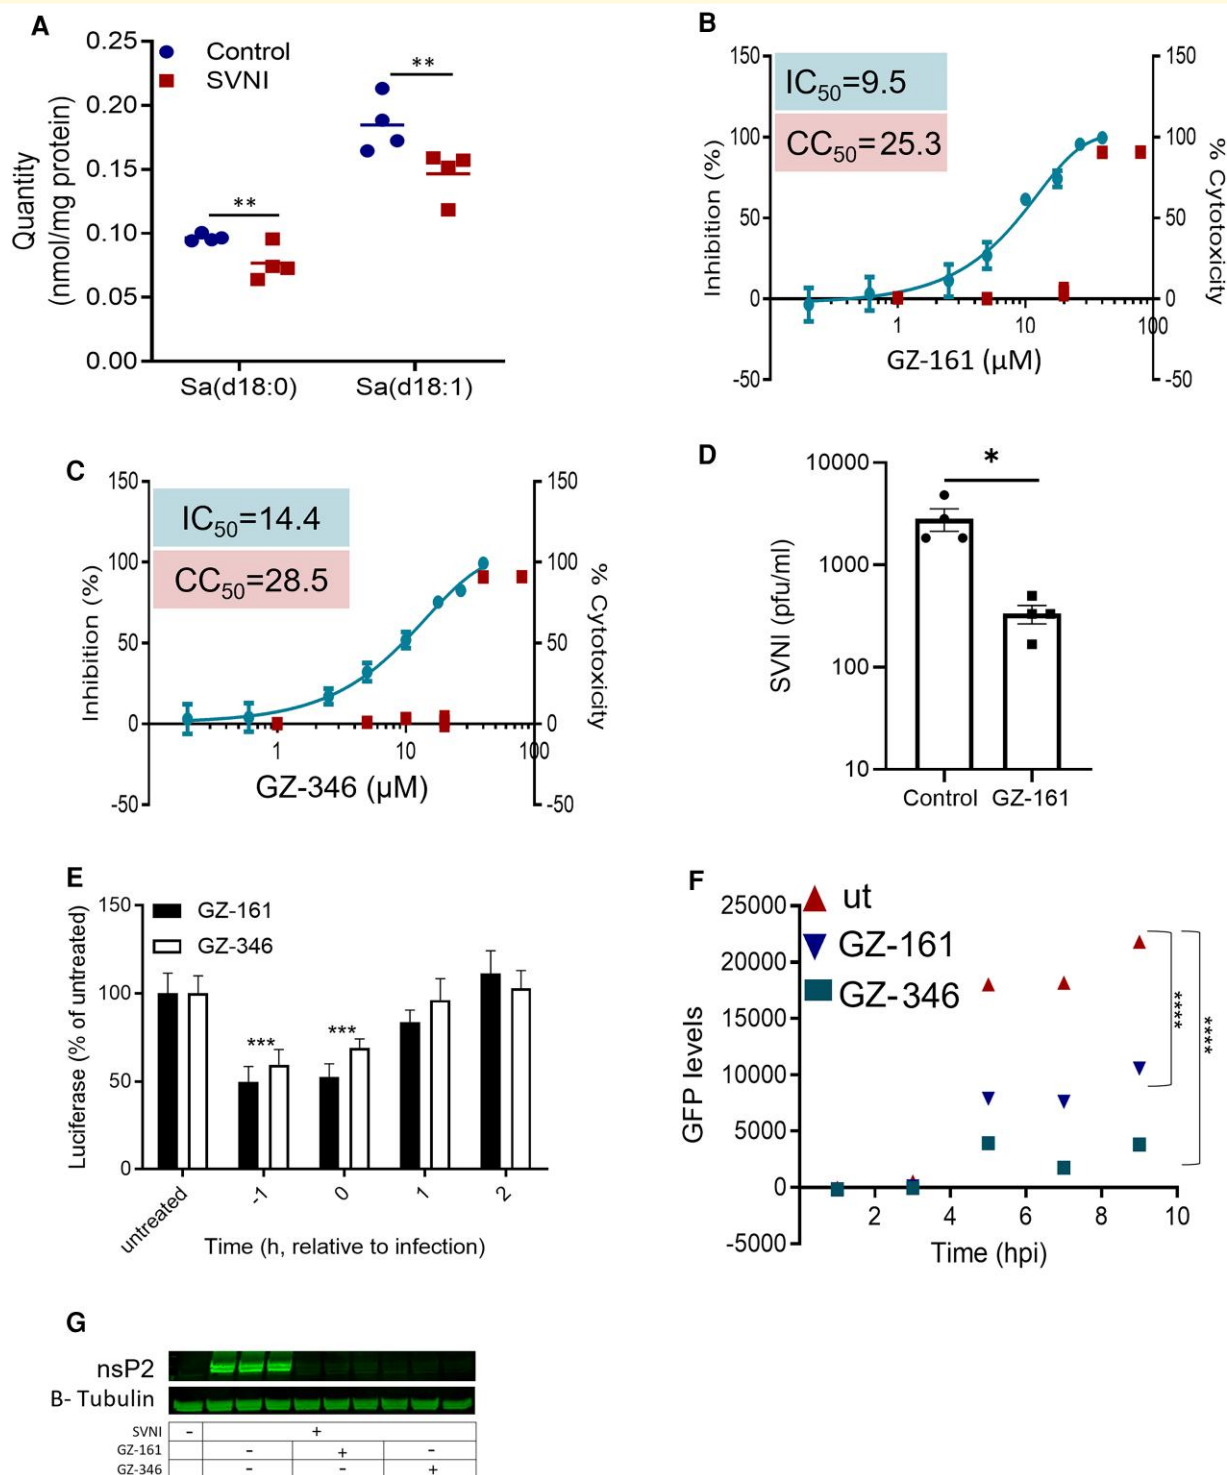 A
0.25
Control
SVNI
**
**
0.20
0.15
0.10
0.05
0.00
Quantity
(nmol/mg protein)
Sa(d18:0)
Sa(d18:1)
B
150
150
IC50=9.5
CC50=25.3
100
100
50
50
0
0
-50
-50
1
10
100
Inhibition (%)
% Cytotoxicity
GZ-161 (μM)
C
150
150
IC50=14.4
CC50=28.5
100
100
50
50
0
0
-50
-50
1
10
100
Inhibition (%)
% Cytotoxicity
GZ-346 (μM)
D
*
10000
1000
100
10
SVNI (pfu/ml)
Control GZ-161
E
150
GZ-161
GZ-346
100
50
0
***
***
Luciferase (% of untreated)
untreated
-1
0
1
2
Time (h, relative to infection)
F
25000
ut
20000
GZ-161
GZ-346
15000
10000
5000
0
-5000
GFP levels
****
****
2
4
6
8
10
Time (hpi)
G
nsP2
B- Tubulin
SVNI - +
GZ-161 - + -
GZ-346 - - +